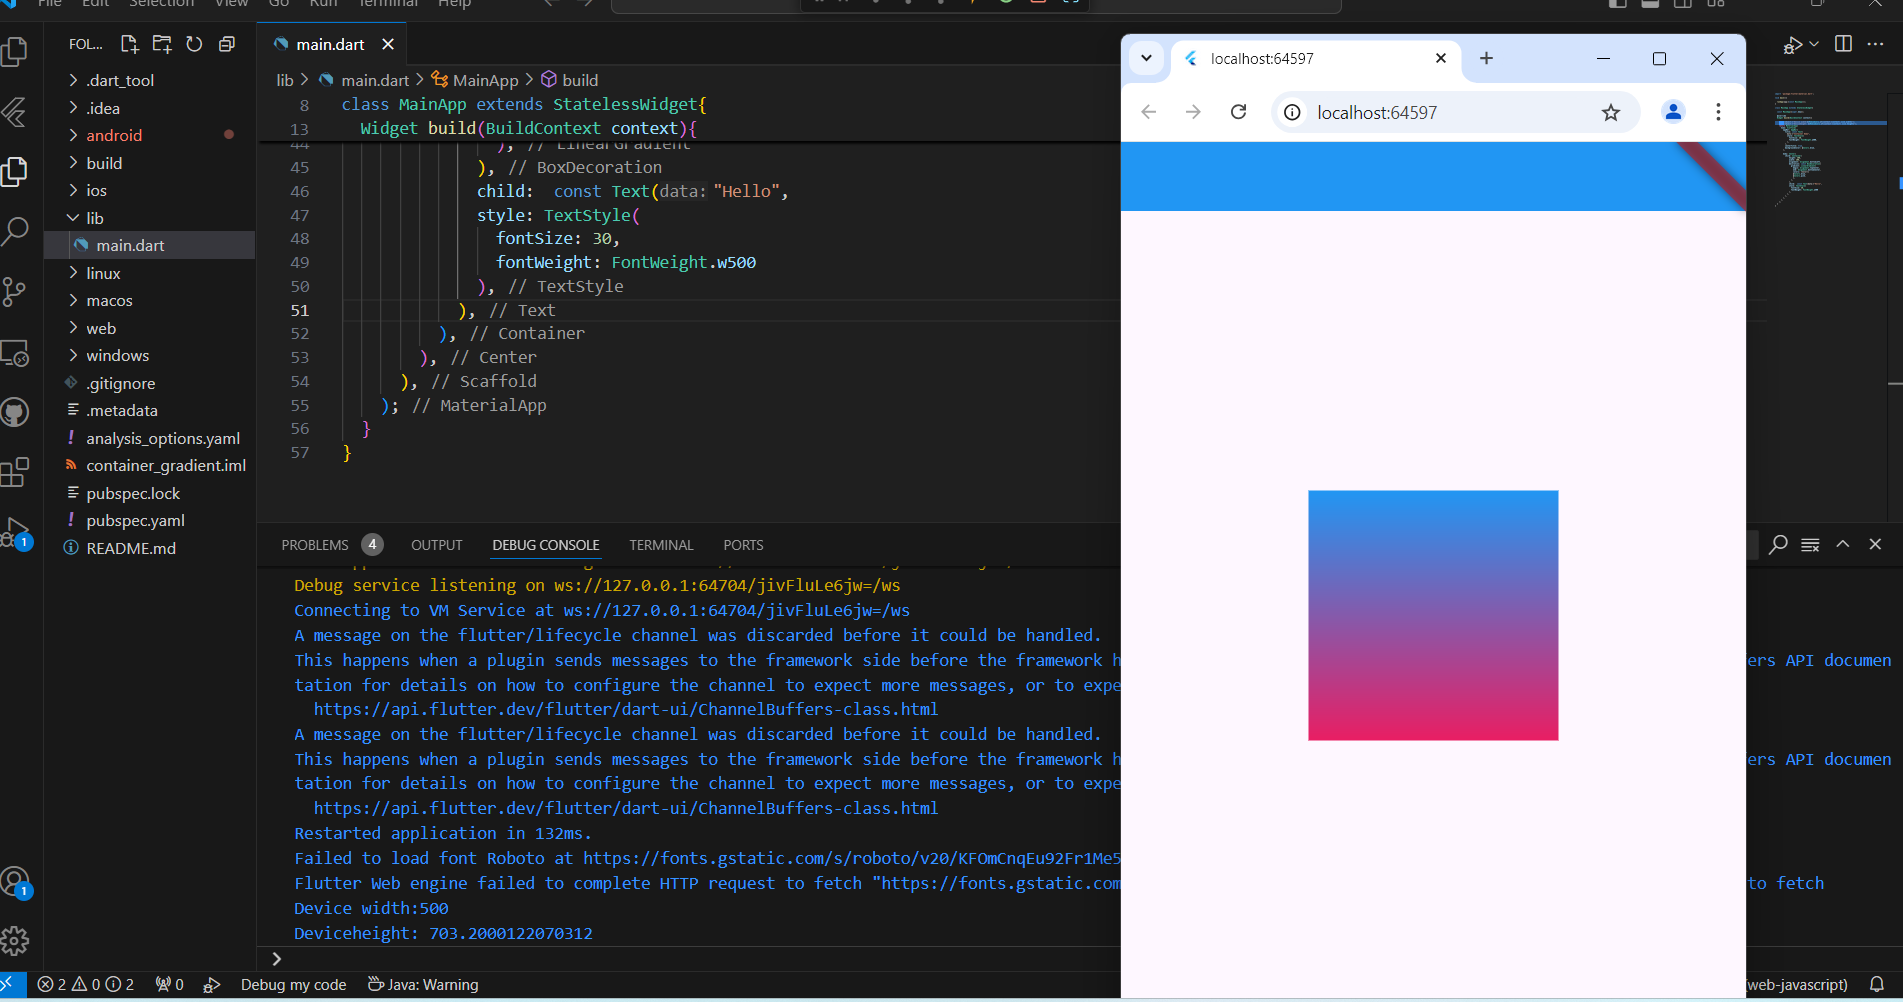 File Edit Selection View Go Run Terminal Help
FOL...
main.dart
localhost:64597
lib > main.dart > MainApp > build
localhost:64597
.dart_tool
.idea
android
build
ios
lib
main.dart
linux
macos
web
windows
.gitignore
.metadata
analysis_options.yaml
container_gradient.iml
pubspec.lock
pubspec.yaml
README.md
8 class MainApp extends StatelessWidget{
13 Widget build(BuildContext context){
44 ), // LinearGradient
45 ), // BoxDecoration
46 child: const Text(data: "Hello",
47 style: TextStyle(
48 fontSize: 30,
49 fontWeight: FontWeight.w500
50 ), // TextStyle
51 ), // Text
52 ), // Container
53 ), // Center
54 ), // Scaffold
55 ); // MaterialApp
56 }
57 }
PROBLEMS 4 OUTPUT DEBUG CONSOLE TERMINAL PORTS
Debug service listening on ws://127.0.0.1:64704/jivFluLe6jw=/ws
Connecting to VM Service at ws://127.0.0.1:64704/jivFluLe6jw=/ws
A message on the flutter/lifecycle channel was discarded before it could be handled.
This happens when a plugin sends messages to the framework side before the framework h ers API documen
tation for details on how to configure the channel to expect more messages, or to expe
https://api.flutter.dev/flutter/dart-ui/ChannelBuffers-class.html
A message on the flutter/lifecycle channel was discarded before it could be handled.
This happens when a plugin sends messages to the framework side before the framework h ers API documen
tation for details on how to configure the channel to expect more messages, or to expe
https://api.flutter.dev/flutter/dart-ui/ChannelBuffers-class.html
Restarted application in 132ms.
Failed to load font Roboto at https://fonts.gstatic.com/s/roboto/v20/KFOmCnqEu92Fr1Me5
Flutter Web engine failed to complete HTTP request to fetch "https://fonts.gstatic.com to fetch
Device width:500
Deviceheight: 703.2000122070312
1
1
2 0 2 0 Debug my code Java: Warning (web-javascript)